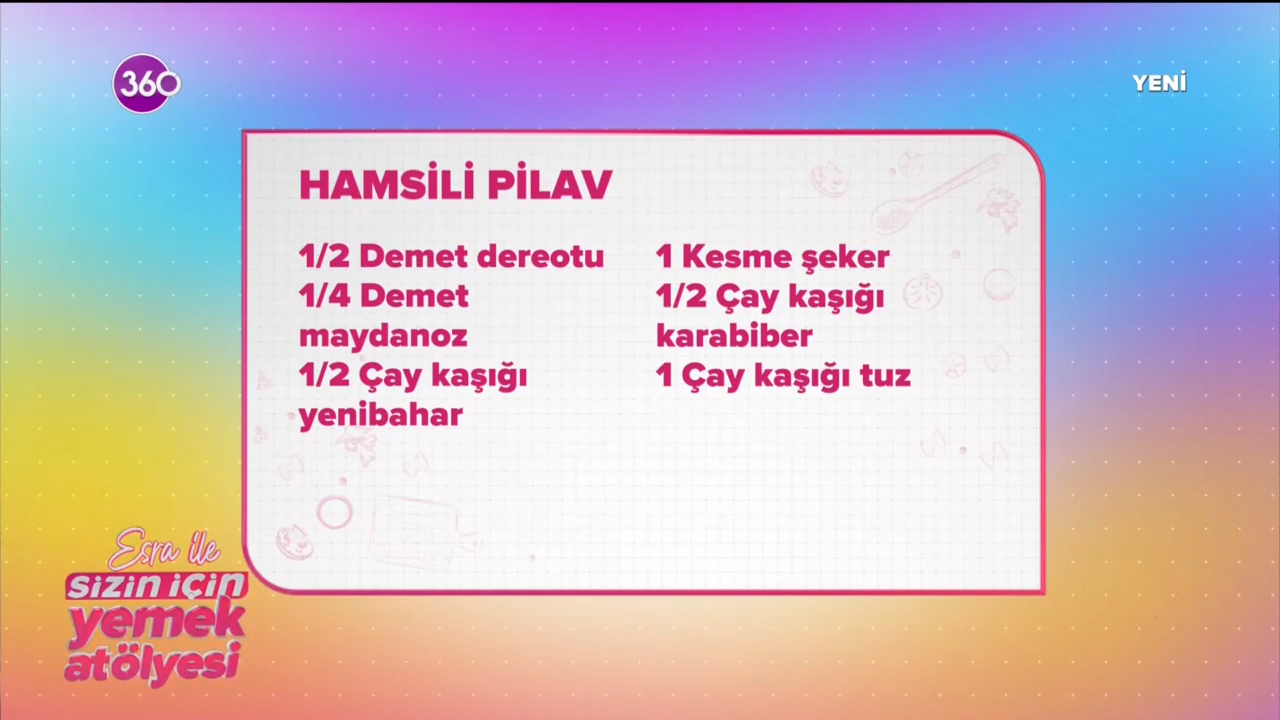 360
YENİ
HAMSİLİ PİLAV
1/2 Demet dereotu
1/4 Demet
maydanoz
1/2 Çay kaşığı
yenibahar
1 Kesme şeker
1/2 Çay kaşığı
karabiber
1 Çay kaşığı tuz
Esra ile
sizin için
yemek
atölyesi